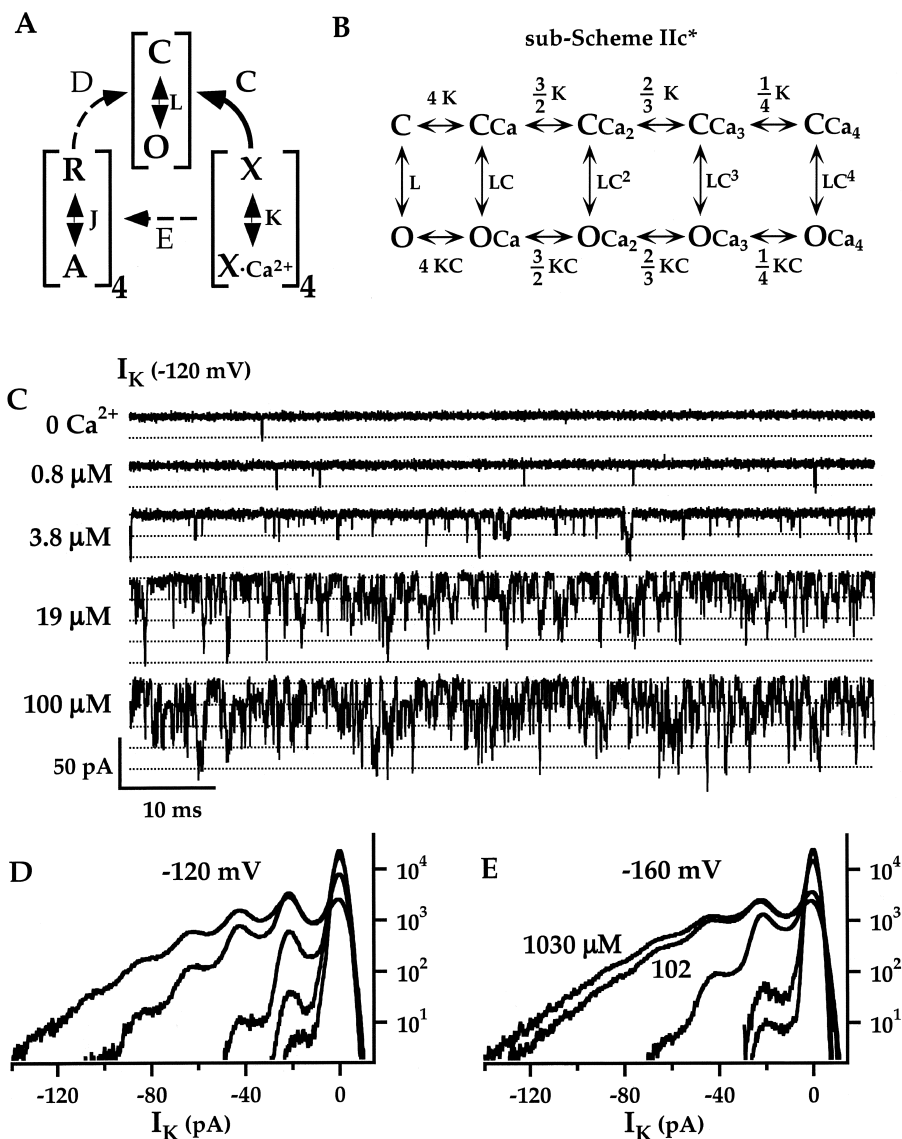 A
D
C
L
O
C
R
J
A
4
E
X
K
X·Ca²⁺
4
B
sub-Scheme IIc*
4 K
3/2 K
2/3 K
1/4 K
C
CCa
CCa₂
CCa₃
CCa₄
L
LC
LC²
LC³
LC⁴
O
OCa
OCa₂
OCa₃
OCa₄
4 KC
3/2 KC
2/3 KC
1/4 KC
C
I_K (-120 mV)
0 Ca²⁺
0.8 µM
3.8 µM
19 µM
100 µM
50 pA
10 ms
D
-120 mV
10⁴
10³
10²
10¹
-120
-80
-40
0
I_K (pA)
E
-160 mV
1030 µM
102
10⁴
10³
10²
10¹
-120
-80
-40
0
I_K (pA)